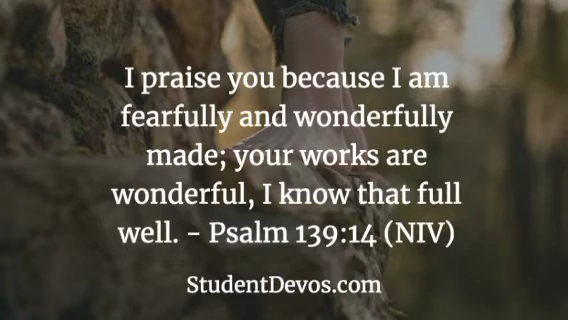 I praise you because I am
fearfully and wonderfully
made; your works are
wonderful, I know that full
well. - Psalm 139:14 (NIV)
StudentDevos.com